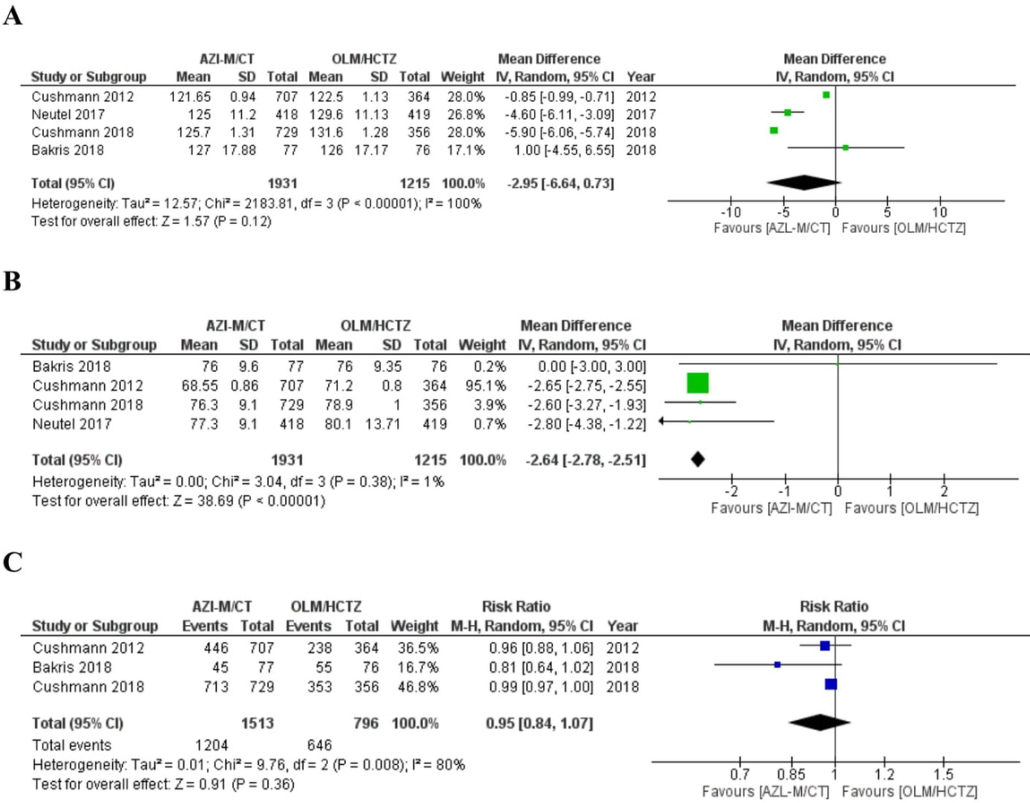 A
AZI-M/CT OLM/HCTZ Mean Difference Mean Difference
Study or Subgroup Mean SD Total Mean SD Total Weight IV, Random, 95% CI Year IV, Random, 95% CI
Cushmann 2012 121.65 0.94 707 122.5 1.13 364 28.0% -0.85 [-0.99, -0.71] 2012
Neutel 2017 125 11.2 418 129.6 11.13 419 26.8% -4.60 [-6.11, -3.09] 2017
Cushmann 2018 125.7 1.31 729 131.6 1.28 356 28.0% -5.90 [-6.06, -5.74] 2018
Bakris 2018 127 17.88 77 126 17.17 76 17.1% 1.00 [-4.55, 6.55] 2018
Total (95% CI) 1931 1215 100.0% -2.95 [-6.64, 0.73]
Heterogeneity: Tau² = 12.57; Chi² = 2183.81, df = 3 (P < 0.00001); I² = 100%
Test for overall effect: Z = 1.57 (P = 0.12)
-10 -5 0 5 10
Favours [AZL-M/CT] Favours [OLM/HCTZ]
B
AZI-M/CT OLM/HCTZ Mean Difference Mean Difference
Study or Subgroup Mean SD Total Mean SD Total Weight IV, Random, 95% CI IV, Random, 95% CI
Bakris 2018 76 9.6 77 76 9.35 76 0.2% 0.00 [-3.00, 3.00]
Cushmann 2012 68.55 0.86 707 71.2 0.8 364 95.1% -2.65 [-2.75, -2.55]
Cushmann 2018 76.3 9.1 729 78.9 1 356 3.9% -2.60 [-3.27, -1.93]
Neutel 2017 77.3 9.1 418 80.1 13.71 419 0.7% -2.80 [-4.38, -1.22]
Total (95% CI) 1931 1215 100.0% -2.64 [-2.78, -2.51]
Heterogeneity: Tau² = 0.00; Chi² = 3.04, df = 3 (P = 0.38); I² = 1%
Test for overall effect: Z = 38.69 (P < 0.00001)
-2 -1 0 1 2
Favours [AZI-M/CT] Favours [OLM/HCTZ]
C
AZI-M/CT OLM/HCTZ Risk Ratio Risk Ratio
Study or Subgroup Events Total Events Total Weight M-H, Random, 95% CI Year M-H, Random, 95% CI
Cushmann 2012 446 707 238 364 36.5% 0.96 [0.88, 1.06] 2012
Bakris 2018 45 77 55 76 16.7% 0.81 [0.64, 1.02] 2018
Cushmann 2018 713 729 353 356 46.8% 0.99 [0.97, 1.00] 2018
Total (95% CI) 1513 796 100.0% 0.95 [0.84, 1.07]
Total events 1204 646
Heterogeneity: Tau² = 0.01; Chi² = 9.76, df = 2 (P = 0.008); I² = 80%
Test for overall effect: Z = 0.91 (P = 0.36)
0.7 0.85 1 1.2 1.5
Favours [AZI-M/CT] Favours [OLM/HCTZ]